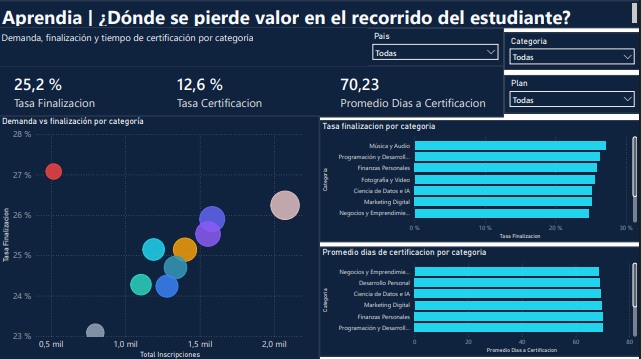 Aprendia | ¿Dónde se pierde valor en el recorrido del estudiante?
Demanda, finalización y tiempo de certificación por categoría
Pais
Todas
Categoria
Todas
25,2 %
Tasa Finalizacion
12,6 %
Tasa Certificacion
70,23
Promedio Dias a Certificacion
Plan
Todas
Demanda vs finalización por categoría
28 %
27 %
26 %
25 %
24 %
23 %
Tasa Finalizacion
0,5 mil
1,0 mil
1,5 mil
2,0 mil
Total Inscripciones
Tasa finalizacion por categoria
Categoria
Música y Audio
Programación y Desarroll...
Finanzas Personales
Fotografía y Video
Ciencia de Datos e IA
Marketing Digital
Negocios y Emprendimie...
0 %
10 %
20 %
30 %
Tasa Finalizacion
Promedio dias de certificacion por categoria
Categoria
Negocios y Emprendimie...
Desarrollo Personal
Ciencia de Datos e IA
Marketing Digital
Finanzas Personales
Programación y Desarroll...
0
20
40
60
80
Promedio Dias a Certificacion